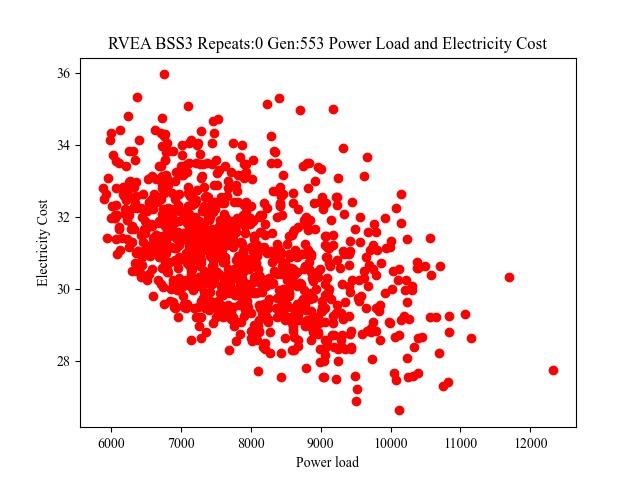 RVEA BSS3 Repeats:0 Gen:553 Power Load and Electricity Cost
36
34
32
30
28
Electricity Cost
6000 7000 8000 9000 10000 11000 12000
Power load